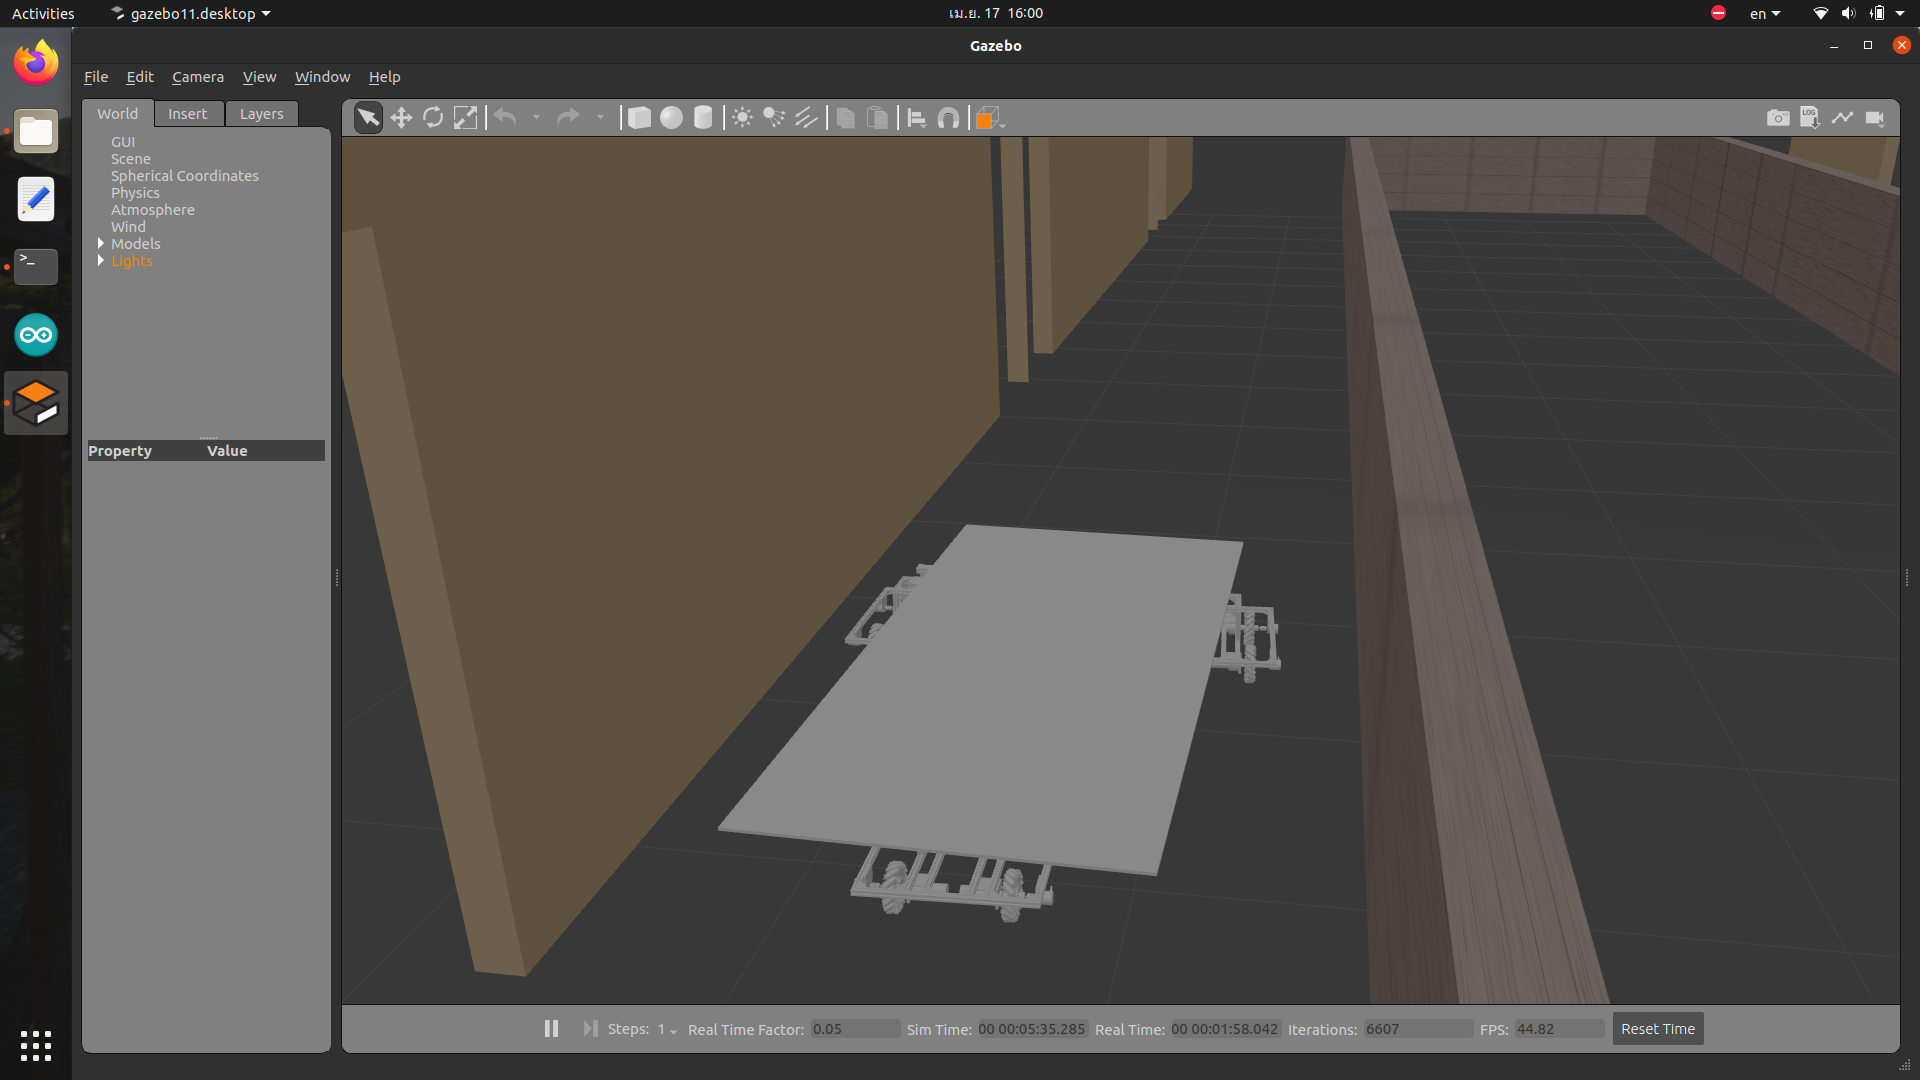 Activities gazebo11.desktop เม.ย. 17 16:00 en
Gazebo
File Edit Camera View Window Help
World Insert Layers
LOG
GUI
Scene
Spherical Coordinates
Physics
Atmosphere
Wind
Models
Lights
Property Value
Steps: 1 Real Time Factor: 0.05 Sim Time: 00 00:05:35.285 Real Time: 00 00:01:58.042 Iterations: 6607 FPS: 44.82 Reset Time